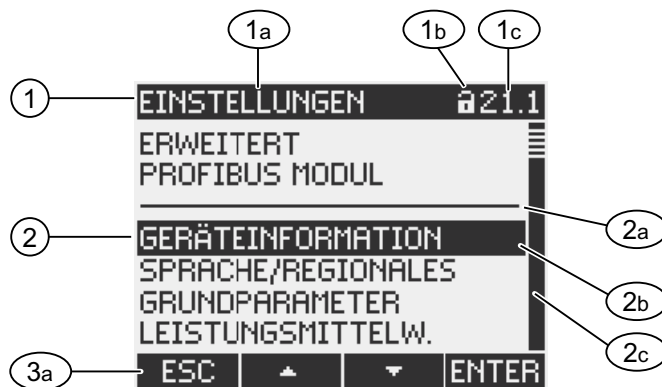 1a 1b 1c
1 EINSTELLUNGEN 21.1
ERWEITERT
PROFIBUS MODUL
2a
2 GERÄTEINFORMATION
SPRACHE/REGIONALES
2b
GRUNDPARAMETER
LEISTUNGSMITTELW.
2c
3a ESC ENTER